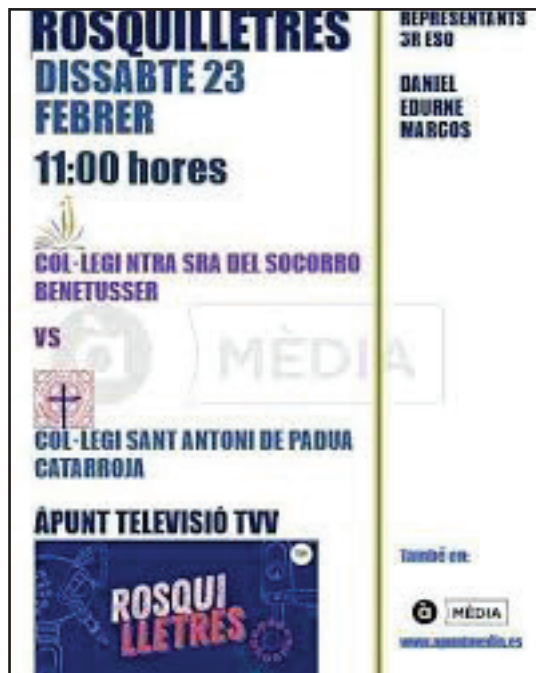 ROSQUILLETRES
DISSABTE 23
FEBRER
11:00 hores
COL·LEGI NTRA SRA DEL SOCORRO
BENETUSSER
VS
à MÈDIA
COL·LEGI SANT ANTONI DE PADUA
CATARROJA
ÀPUNT TELEVISIÓ TVV
ROSQUI
LLETRES
REPRESENTANTS
3R ESO
DANIEL
EDURNE
MARCOS
També en:
à MÈDIA
www.apuntmedia.es